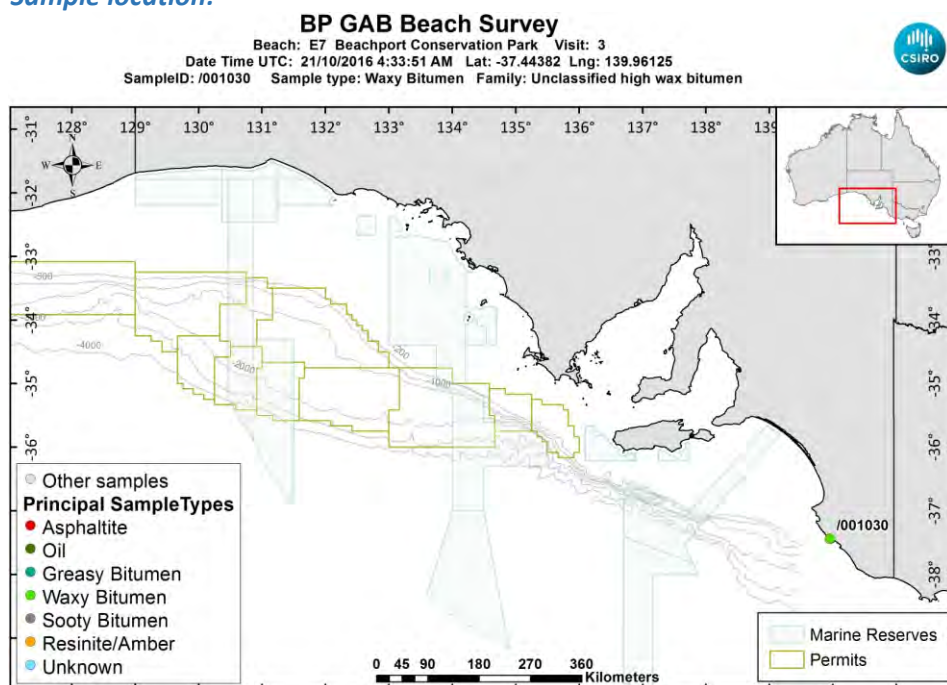 Sample location:
BP GAB Beach Survey
Beach: E7 Beachport Conservation Park Visit: 3
Date Time UTC: 21/10/2016 4:33:51 AM Lat: -37.44382 Lng: 139.96125
SampleID: /001030 Sample type: Waxy Bitumen Family: Unclassified high wax bitumen
CSIRO
128° 129° 130° 131° 132° 133° 134° 135° 136° 137° 138° 139
-31°
-32°
-33°
-34°
-35°
-36°
N
W E
S
-4000
-2000
-200
-1000
-34°
-35°
-36°
-37°
-38°
/001030
Other samples
Principal SampleTypes
Asphaltite
Oil
Greasy Bitumen
Waxy Bitumen
Sooty Bitumen
Resinite/Amber
Unknown
0 45 90 180 270 360
Kilometers
Marine Reserves
Permits